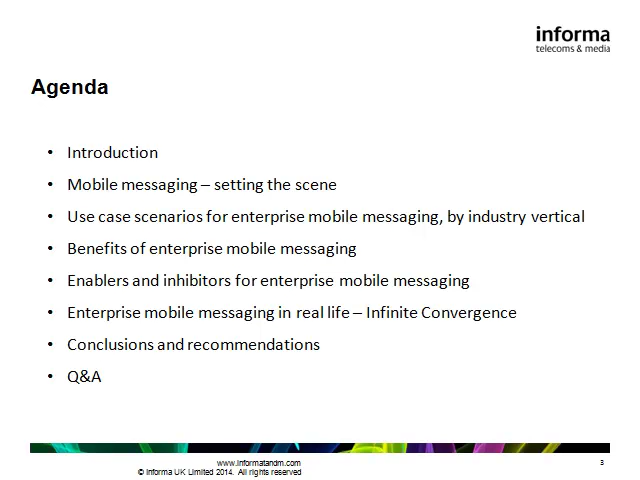 informa
telecoms & media
Agenda
• Introduction
• Mobile messaging – setting the scene
• Use case scenarios for enterprise mobile messaging, by industry vertical
• Benefits of enterprise mobile messaging
• Enablers and inhibitors for enterprise mobile messaging
• Enterprise mobile messaging in real life – Infinite Convergence
• Conclusions and recommendations
• Q&A
www.informatandm.com
© Informa UK Limited 2014. All rights reserved
3